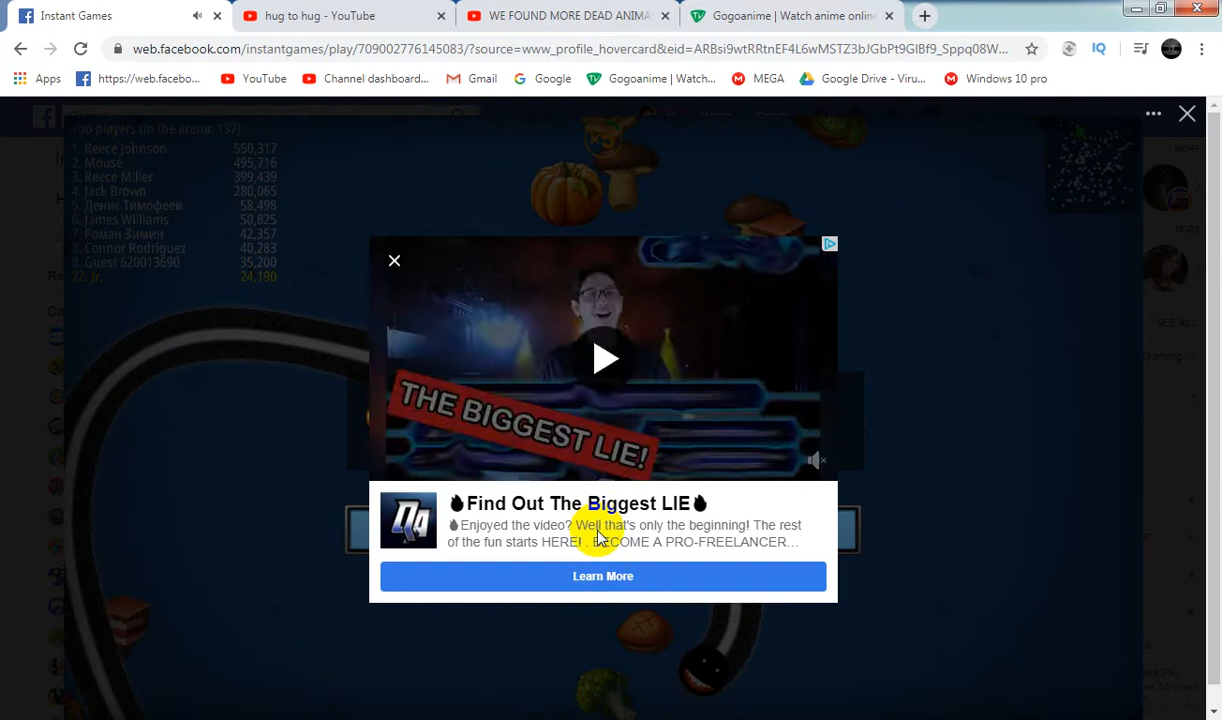 Instant Games
hug to hug - YouTube
WE FOUND MORE DEAD ANIMA
Gogoanime | Watch anime online
web.facebook.com/instantgames/play/709002776145083/?source=www_profile_hovercard&eid=ARBSt9wtRRtnEF4L6wMSTZ3bJGbPt9GlBf9_Sppq08W...
IQ
Apps
https://web.facebo...
YouTube
Channel dashboard...
Gmail
Google
Gogoanime | Watch...
MEGA
Google Drive - Viru...
Windows 10 pro
Top players (in the arena: 137)
1. Reece Johnson 550,317
2. Mouse 495,716
3. Reece Miller 399,439
4. Jack Brown 280,065
5. Денис Тимофеев 58,498
6. James Williams 50,825
7. Роман Зимин 42,357
8. Connor Rodriguez 40,283
9. Guest 620013690 35,200
22. Jr. 24,190
MORE
MORE
SEE ALL
THE BIGGEST LIE!
Find Out The Biggest LIE
Enjoyed the video? Well that's only the beginning! The rest
of the fun starts HERE! . BECOME A PRO-FREELANCER...
Learn More